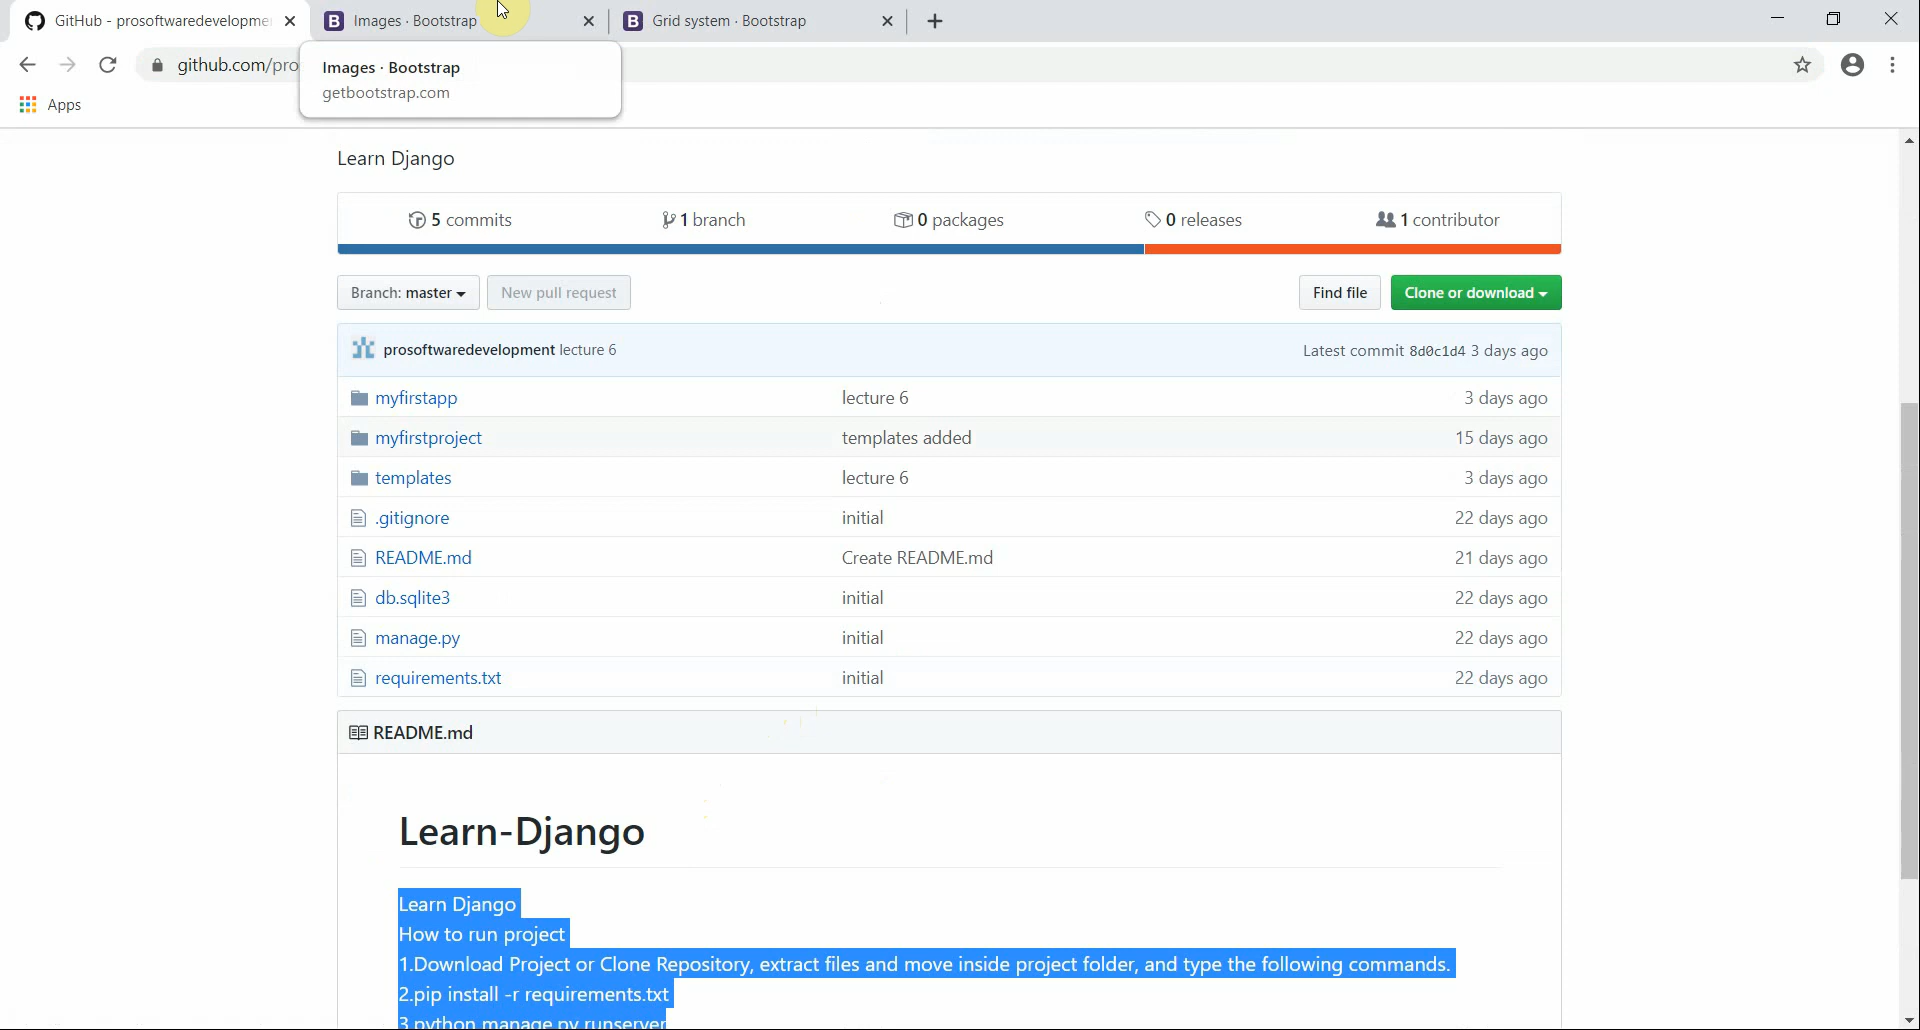 GitHub - prosoftwaredevelopme
Images · Bootstrap
Grid system · Bootstrap
github.com/pro
Images · Bootstrap
getbootstrap.com
Apps
Learn Django
5 commits
1 branch
0 packages
0 releases
1 contributor
Branch: master
New pull request
Find file
Clone or download
prosoftwaredevelopment lecture 6
Latest commit 8d0c1d4 3 days ago
myfirstapp lecture 6 3 days ago
myfirstproject templates added 15 days ago
templates lecture 6 3 days ago
.gitignore initial 22 days ago
README.md Create README.md 21 days ago
db.sqlite3 initial 22 days ago
manage.py initial 22 days ago
requirements.txt initial 22 days ago
README.md
Learn-Django
Learn Django
How to run project
1.Download Project or Clone Repository, extract files and move inside project folder, and type the following commands.
2.pip install -r requirements.txt
3.python manage.py runserver